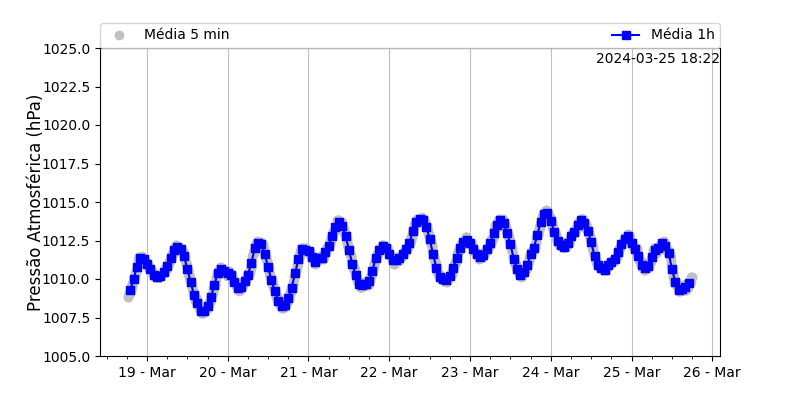 Média 5 min
Média 1h
2024-03-25 18:22
Pressão Atmosférica (hPa)
1025.0
1022.5
1020.0
1017.5
1015.0
1012.5
1010.0
1007.5
1005.0
19 - Mar
20 - Mar
21 - Mar
22 - Mar
23 - Mar
24 - Mar
25 - Mar
26 - Mar